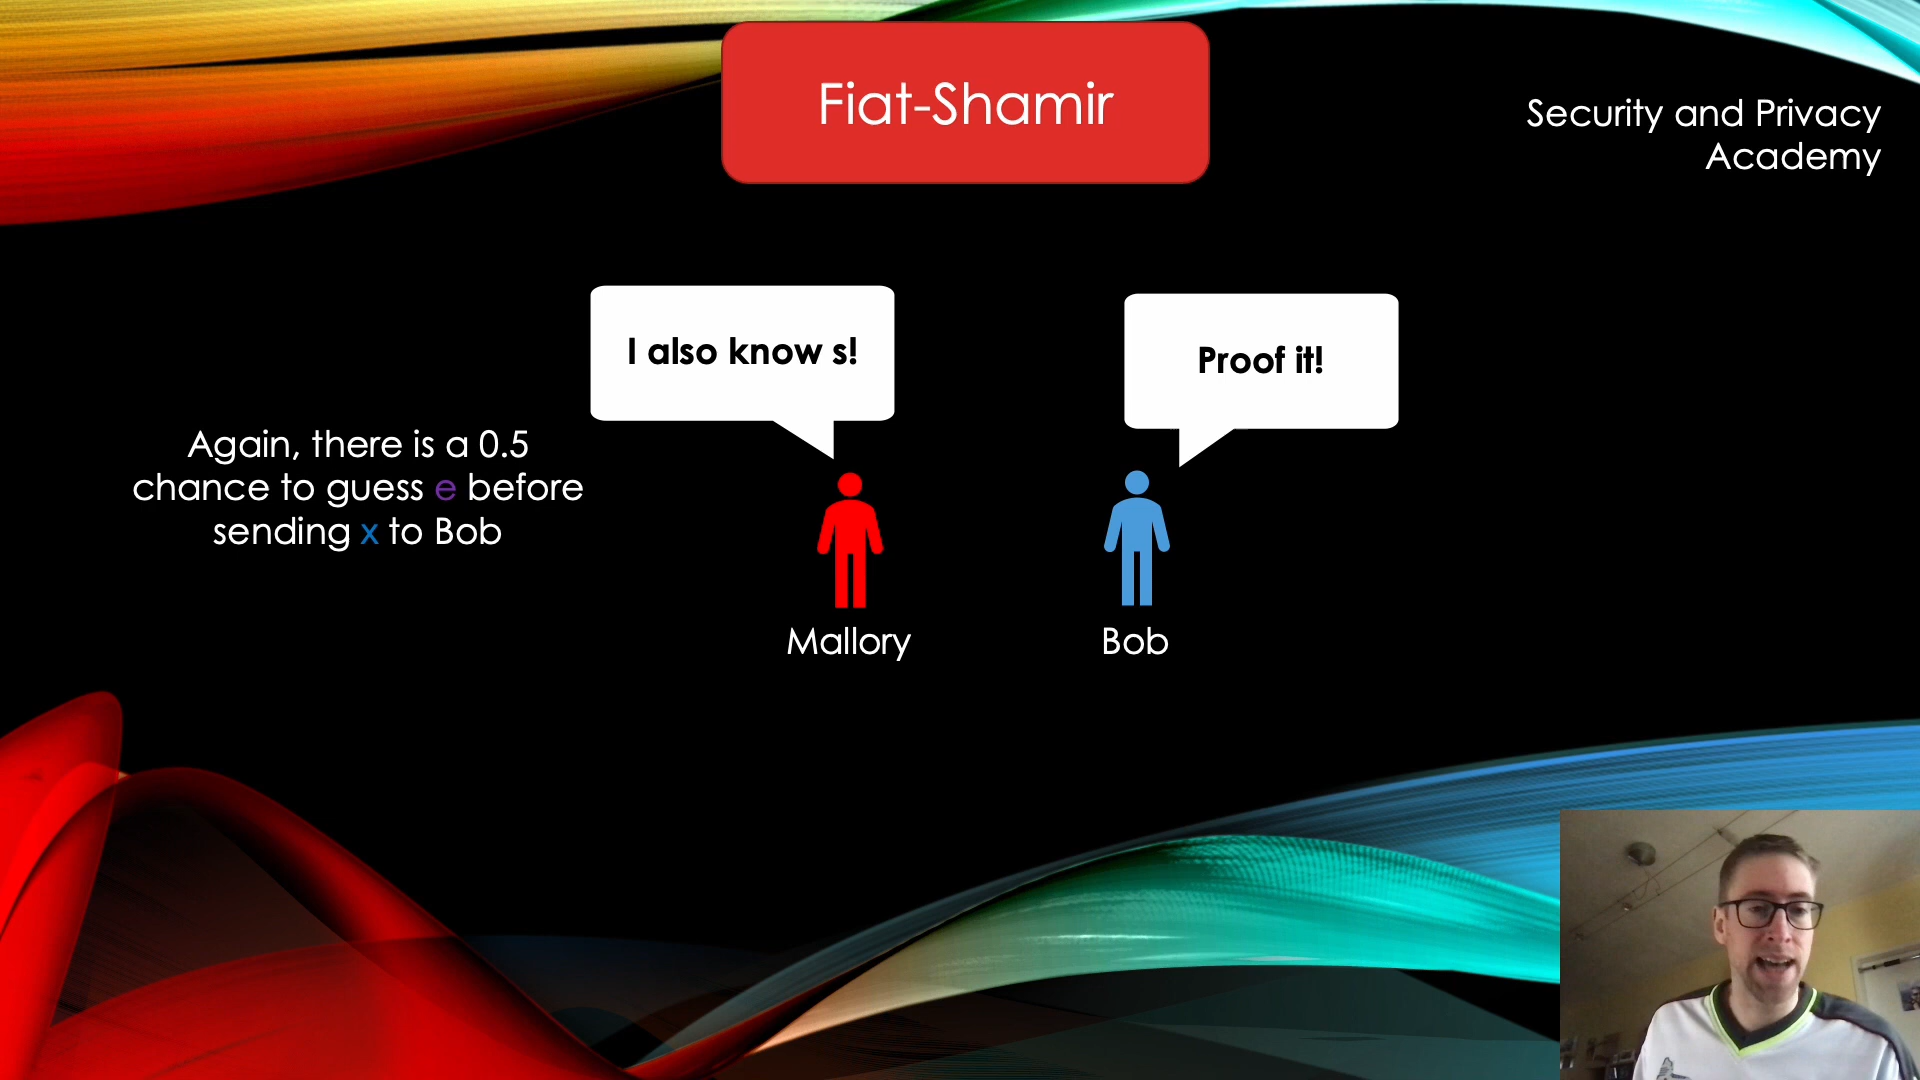 Fiat-Shamir
Security and Privacy
Academy
I also know s!
Proof it!
Again, there is a 0.5
chance to guess e before
sending x to Bob
Mallory
Bob